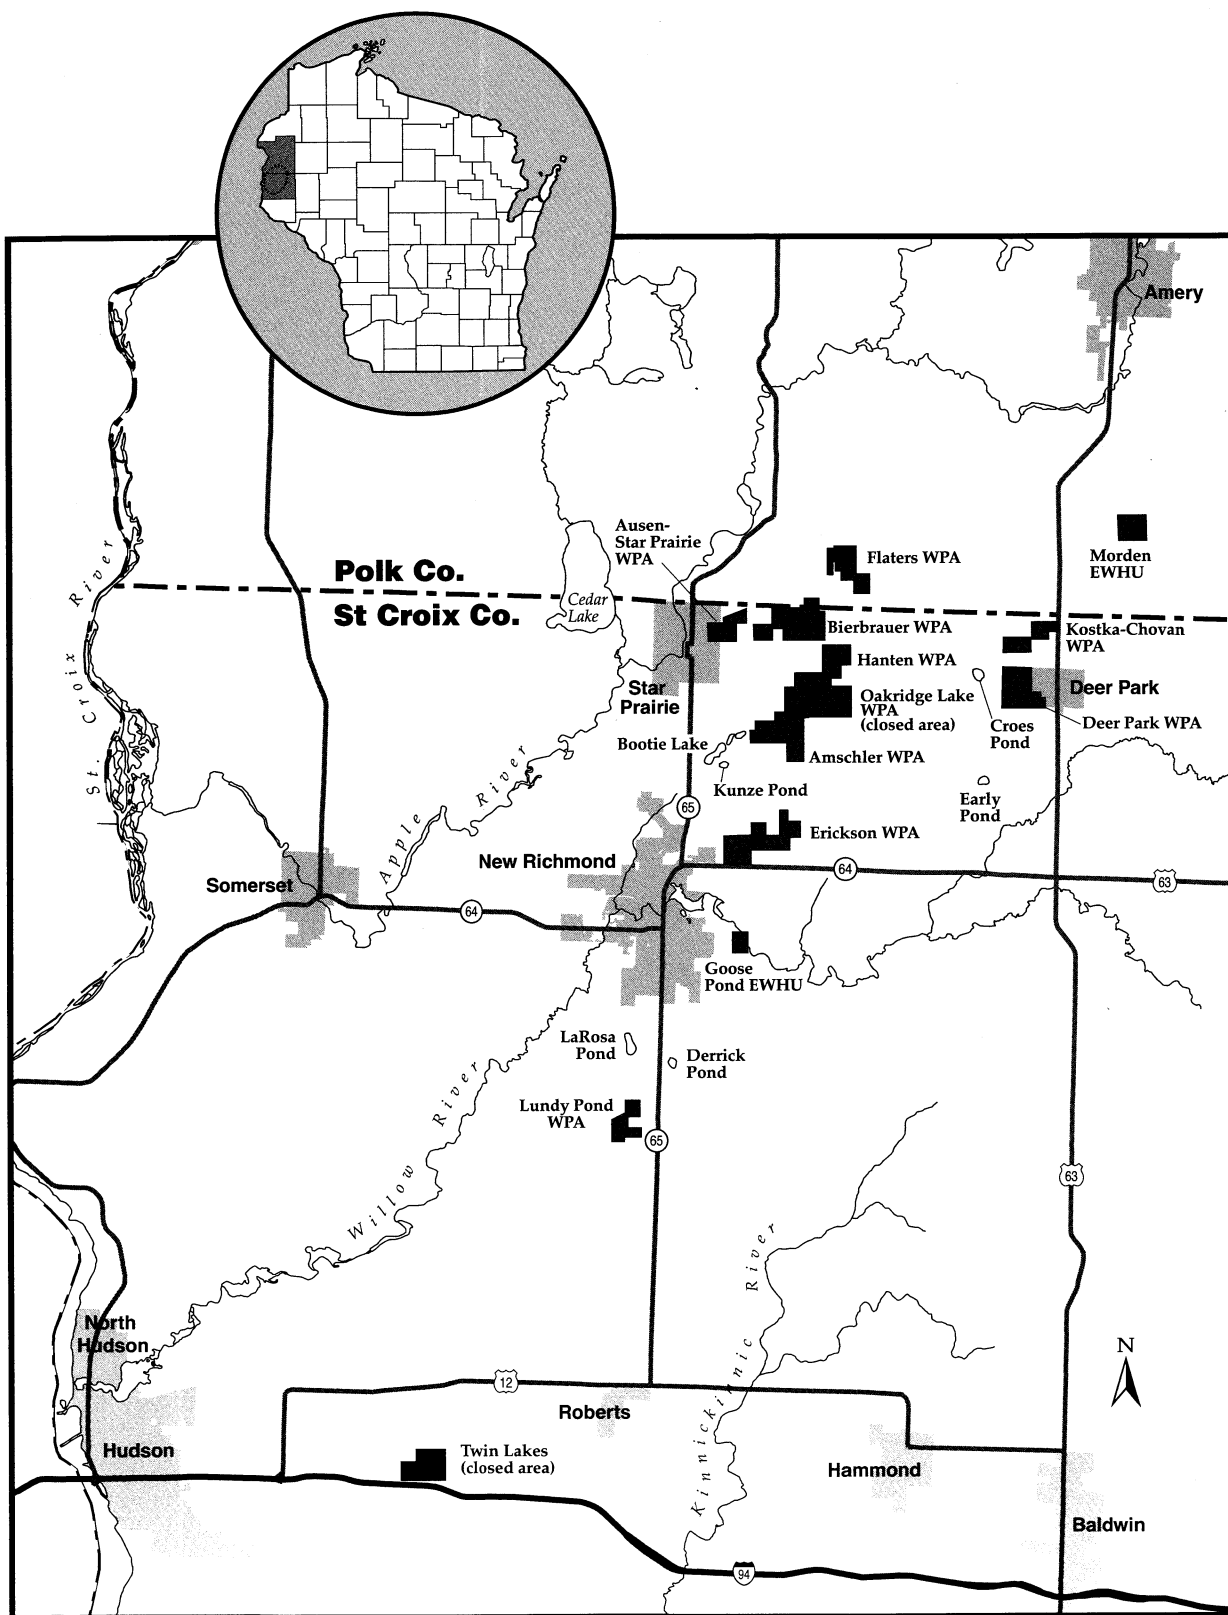 Amery
Ausen-
Star Prairie
WPA
Flaters WPA
Morden
EWHU
Polk Co.
St Croix Co.
Cedar
Lake
Bierbrauer WPA
Kostka-Chovan
WPA
Hanten WPA
Star
Prairie
Oakridge Lake
WPA
(closed area)
Deer Park
Croes
Pond
Deer Park WPA
Bootie Lake
Amschler WPA
Kunze Pond
Early
Pond
St. Croix River
Apple River
65
Erickson WPA
New Richmond
64
63
Somerset
64
Goose
Pond EWHU
LaRosa
Pond
Derrick
Pond
Lundy Pond
WPA
65
Willow River
63
Kinnickinnic River
North
Hudson
N
12
Roberts
Hudson
Twin Lakes
(closed area)
Hammond
Baldwin
94